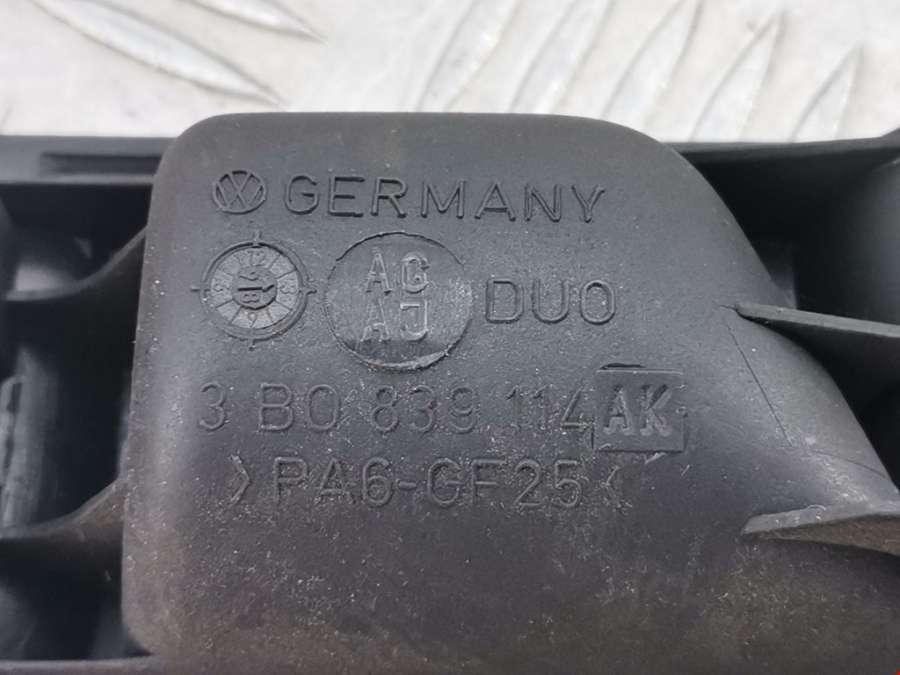 GERMANY
AG
AJ
DUO
3 B0 839 114 AK
>PA6-GF25<